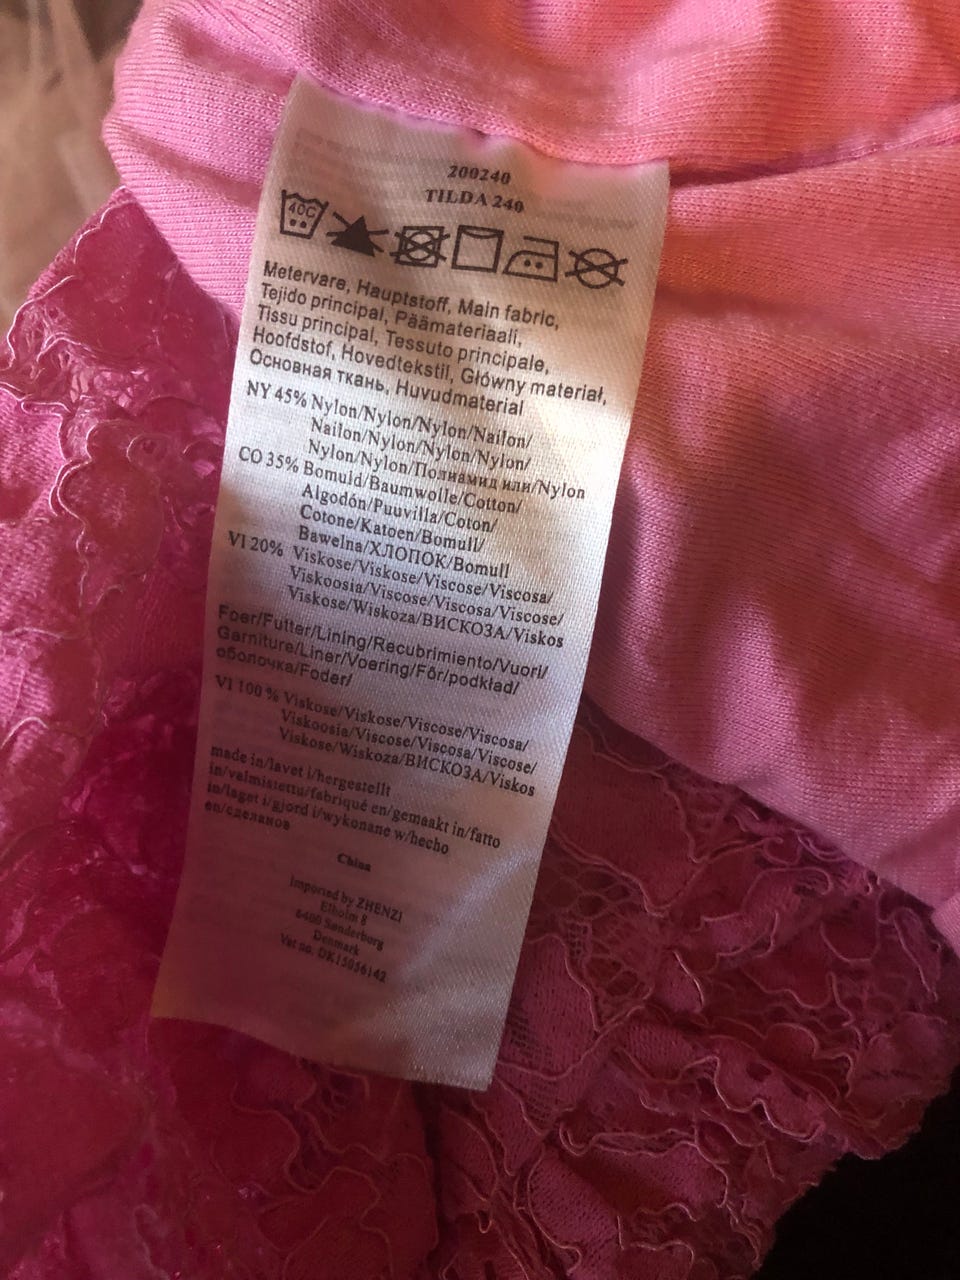 200240
TILDA 240
40C
Metervare, Hauptstoff, Main fabric,
Tejido principal, Päämateriaali,
Tissu principal, Tessuto principale,
Hoofdstof, Hovedtekstil, Główny materiał,
Основная ткань, Huvudmaterial
NY 45% Nylon/Nylon/Nylon/Nailon/
Nailon/Nylon/Nylon/Nylon/
Nylon/Nylon/Полиамид или/Nylon
CO 35% Bomuld/Baumwolle/Cotton/
Algodón/Puuvilla/Coton/
Cotone/Katoen/Bomull/
Bawelna/ХЛОПОК/Bomull
VI 20% Viskose/Viskose/Viscose/Viscosa/
Viskoosia/Viscose/Viscosa/Viscose/
Viskose/Wiskoza/ВИСКОЗА/Viskos
Foer/Futter/Lining/Recubrimiento/Vuori/
Garniture/Liner/Voering/Fôr/podkład/
оболочка/Foder/
VI 100 % Viskose/Viskose/Viscose/Viscosa/
Viskoosia/Viscose/Viscosa/Viscose/
Viskose/Wiskoza/ВИСКОЗА/Viskos
made in/lavet i/hergestellt
in/valmistettu/fabriqué en/gemaakt in/fatto
in/laget i/gjord i/wykonane w/hecho
en/сделанов
China
Imported by ZHENZI
Elholm 8
6400 Sønderborg
Denmark
Vat no. DK15056142